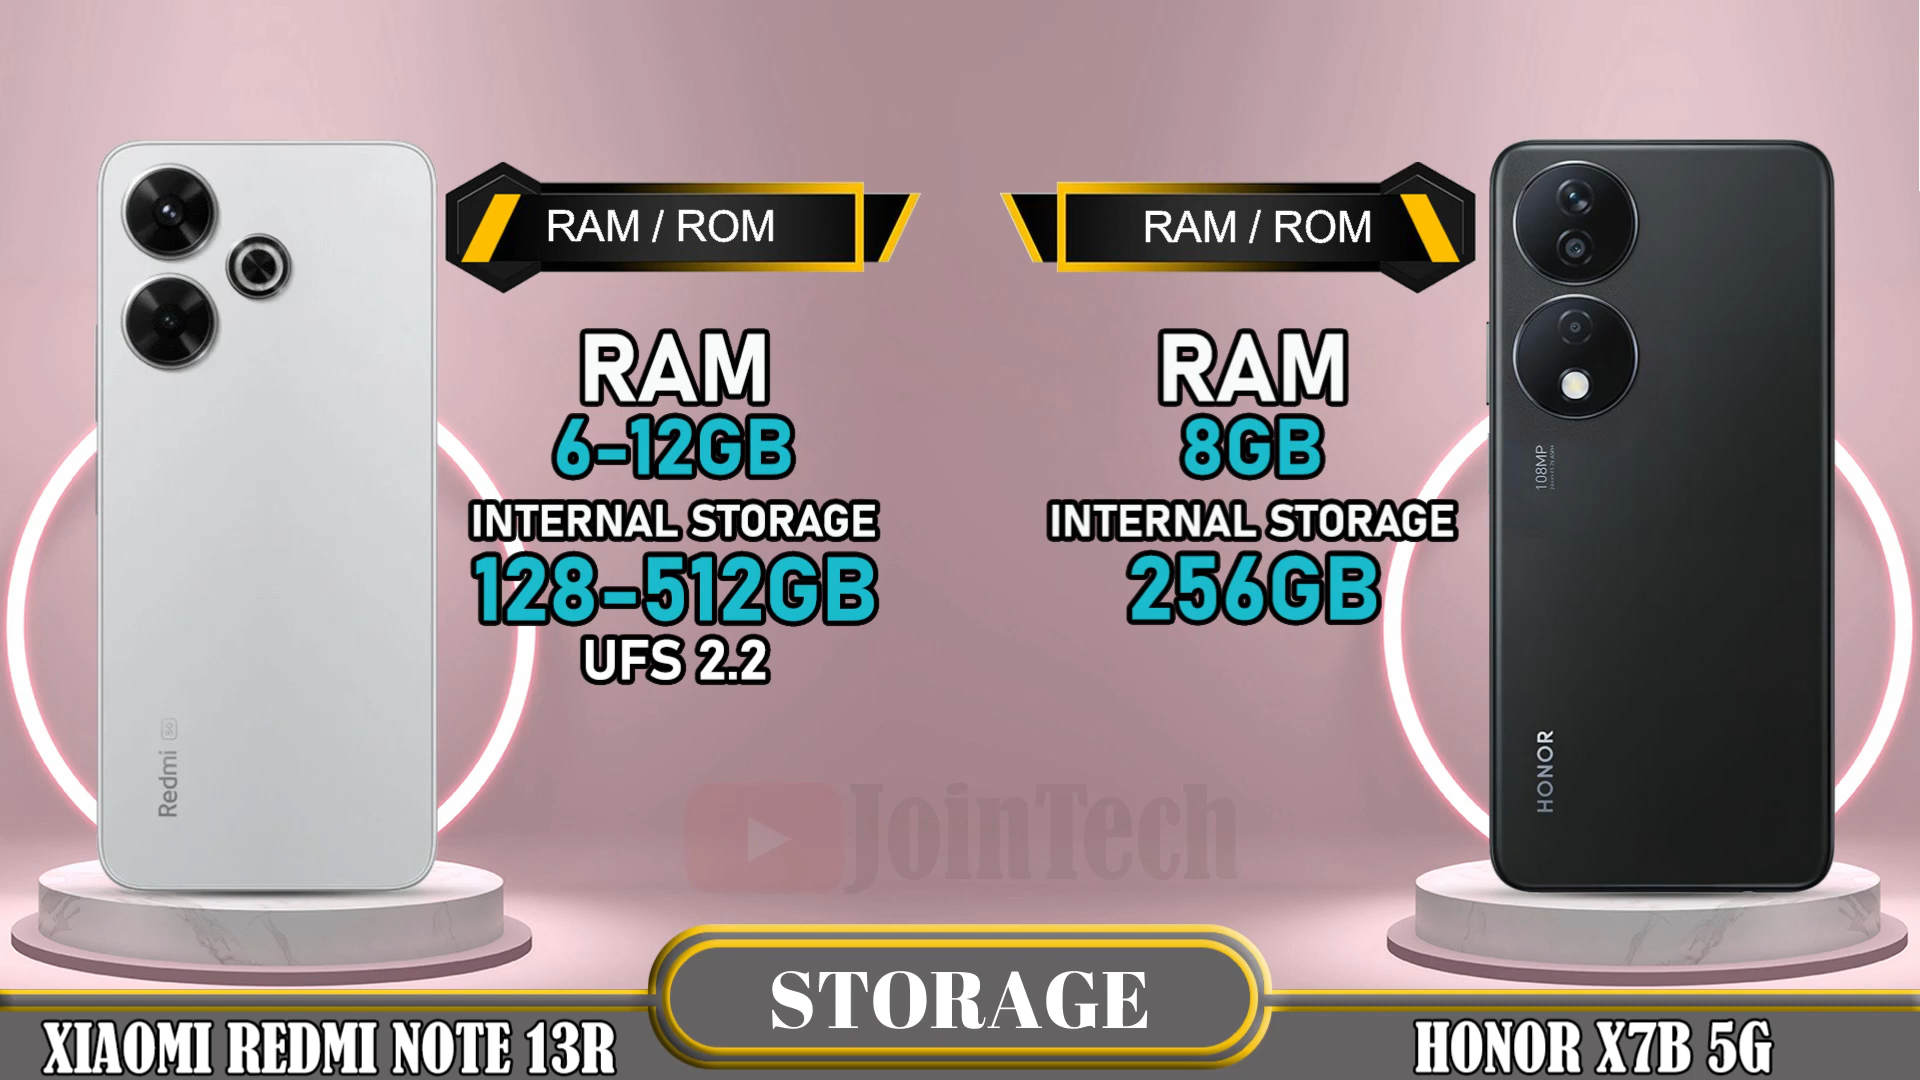 RAM / ROM
RAM
6-12GB
INTERNAL STORAGE
128-512GB
UFS 2.2
RAM / ROM
RAM
8GB
INTERNAL STORAGE
256GB
Redmi 5G
108MP
HONOR
JoinTech
STORAGE
XIAOMI REDMI NOTE 13R
HONOR X7B 5G